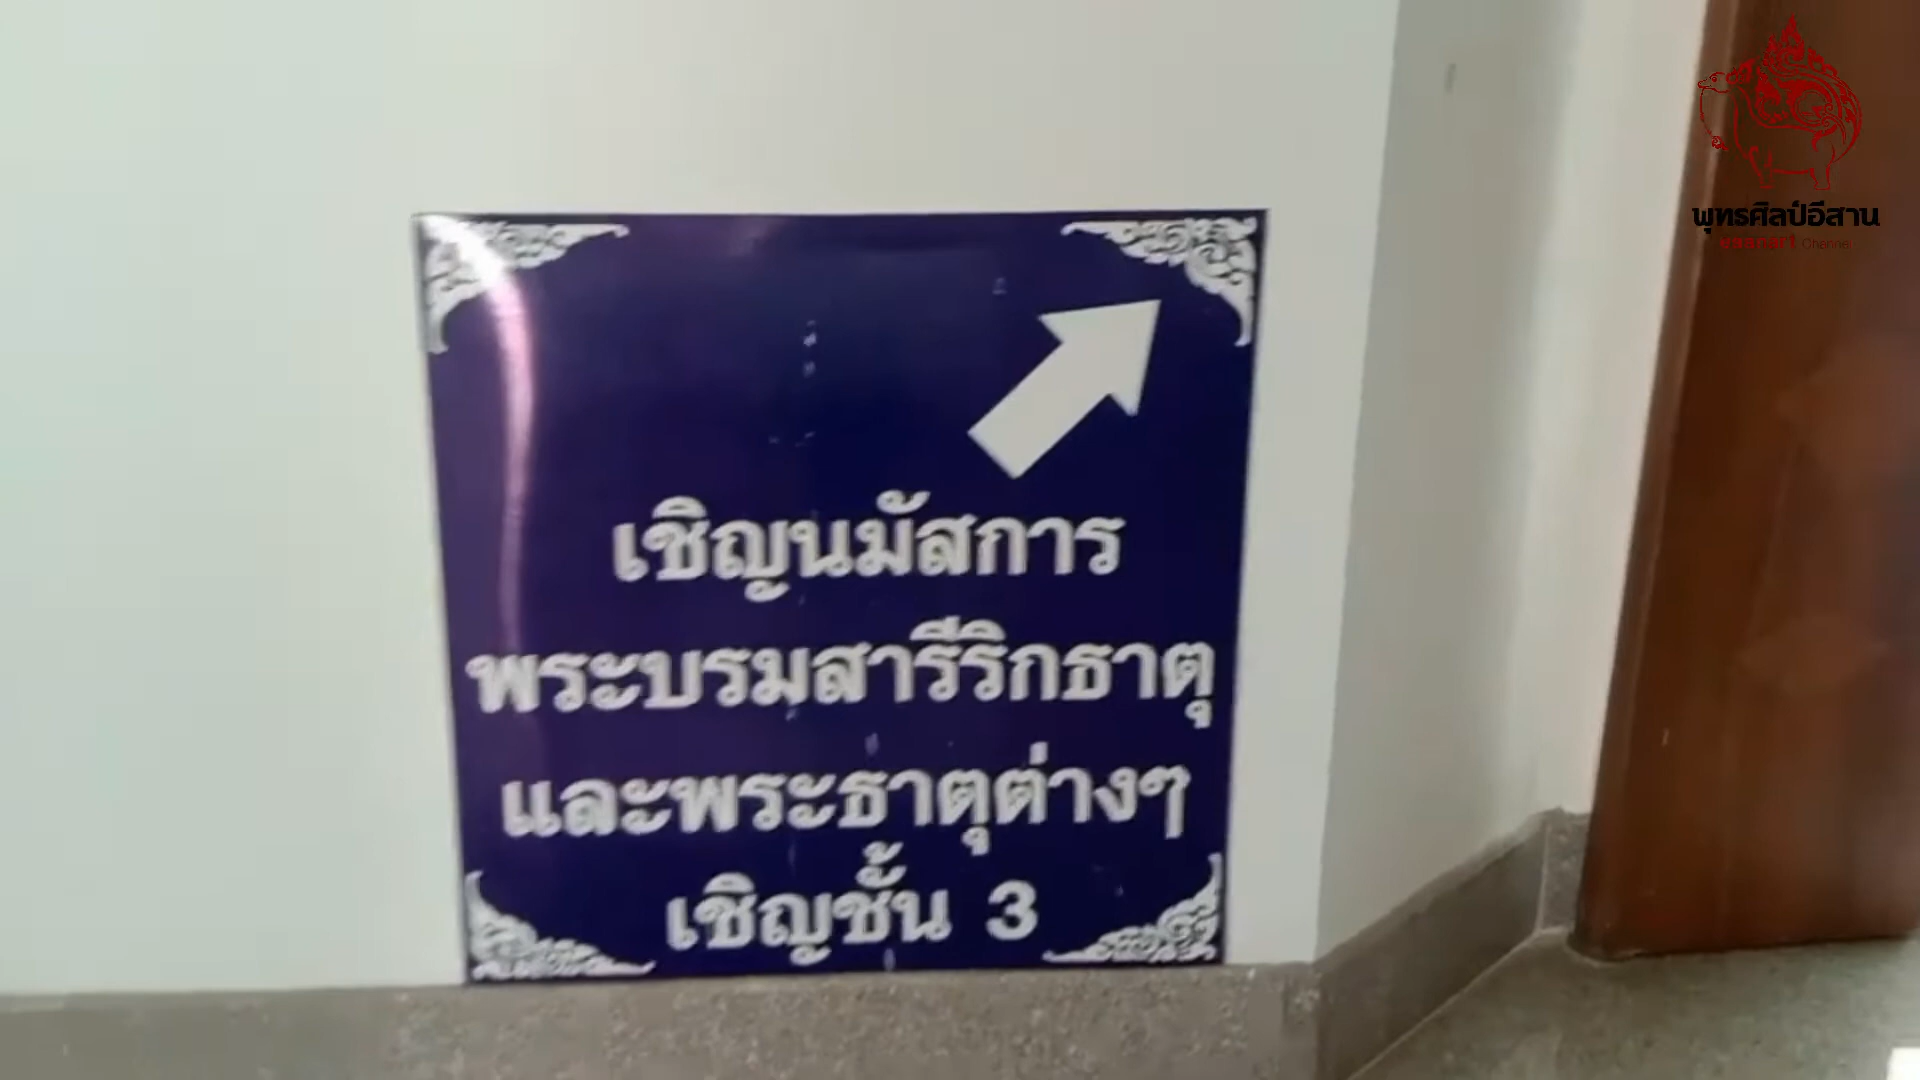 พุทธศิลป์อีสาน
esanart Channel
เชิญนมัสการ
พระบรมสารีริกธาตุ
และพระธาตุต่างๆ
เชิญชั้น 3